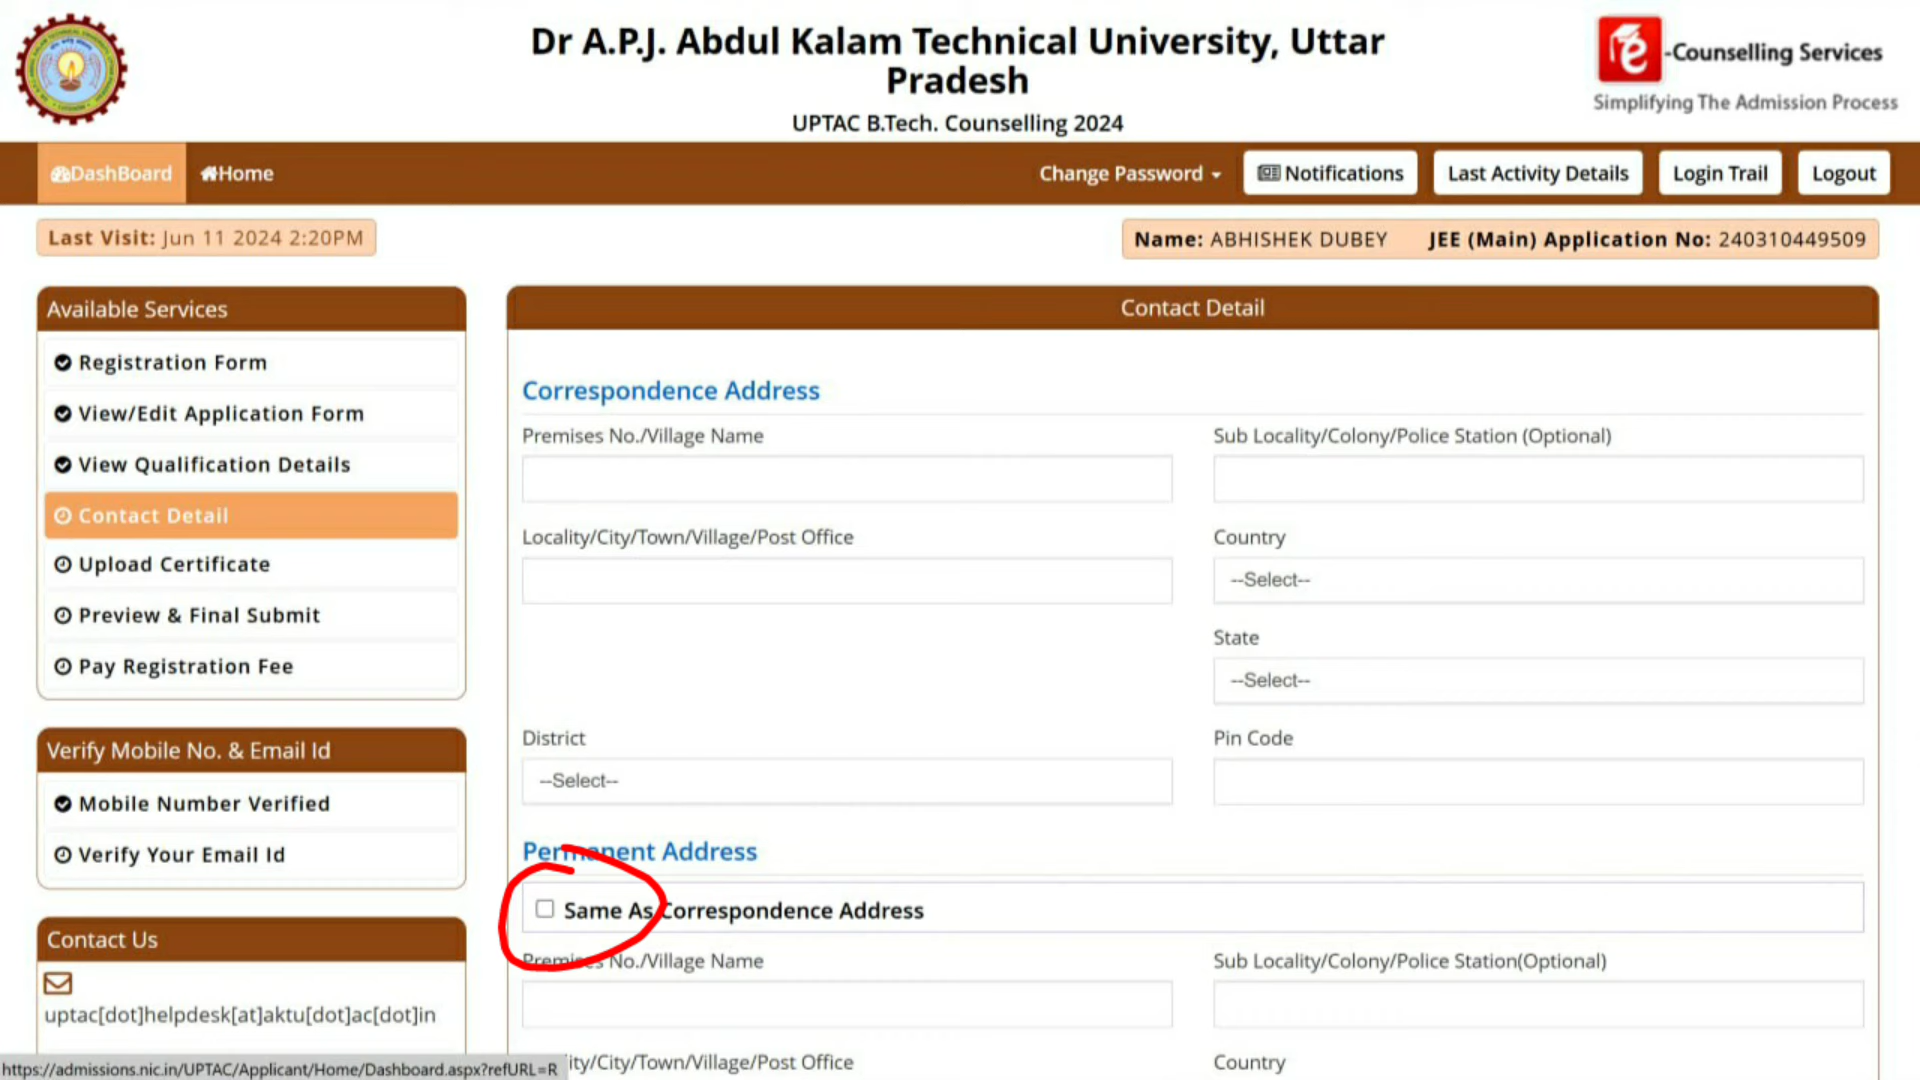 Dr A.P.J. Abdul Kalam Technical University, Uttar
Pradesh
UPTAC B.Tech. Counselling 2024
e-Counselling Services
Simplifying The Admission Process
DashBoard
Home
Change Password
Notifications
Last Activity Details
Login Trail
Logout
Last Visit: Jun 11 2024 2:20PM
Name: ABHISHEK DUBEY JEE (Main) Application No: 240310449509
Available Services
Registration Form
View/Edit Application Form
View Qualification Details
Contact Detail
Upload Certificate
Preview & Final Submit
Pay Registration Fee
Verify Mobile No. & Email Id
Mobile Number Verified
Verify Your Email Id
Contact Us
uptac[dot]helpdesk[at]aktu[dot]ac[dot]in
Contact Detail
Correspondence Address
Premises No./Village Name
Sub Locality/Colony/Police Station (Optional)
Locality/City/Town/Village/Post Office
Country
--Select--
State
--Select--
District
--Select--
Pin Code
Permanent Address
Same As Correspondence Address
Premises No./Village Name
Sub Locality/Colony/Police Station(Optional)
ity/City/Town/Village/Post Office
Country
https://admissions.nic.in/UPTAC/Applicant/Home/Dashboard.aspx?refURL=R